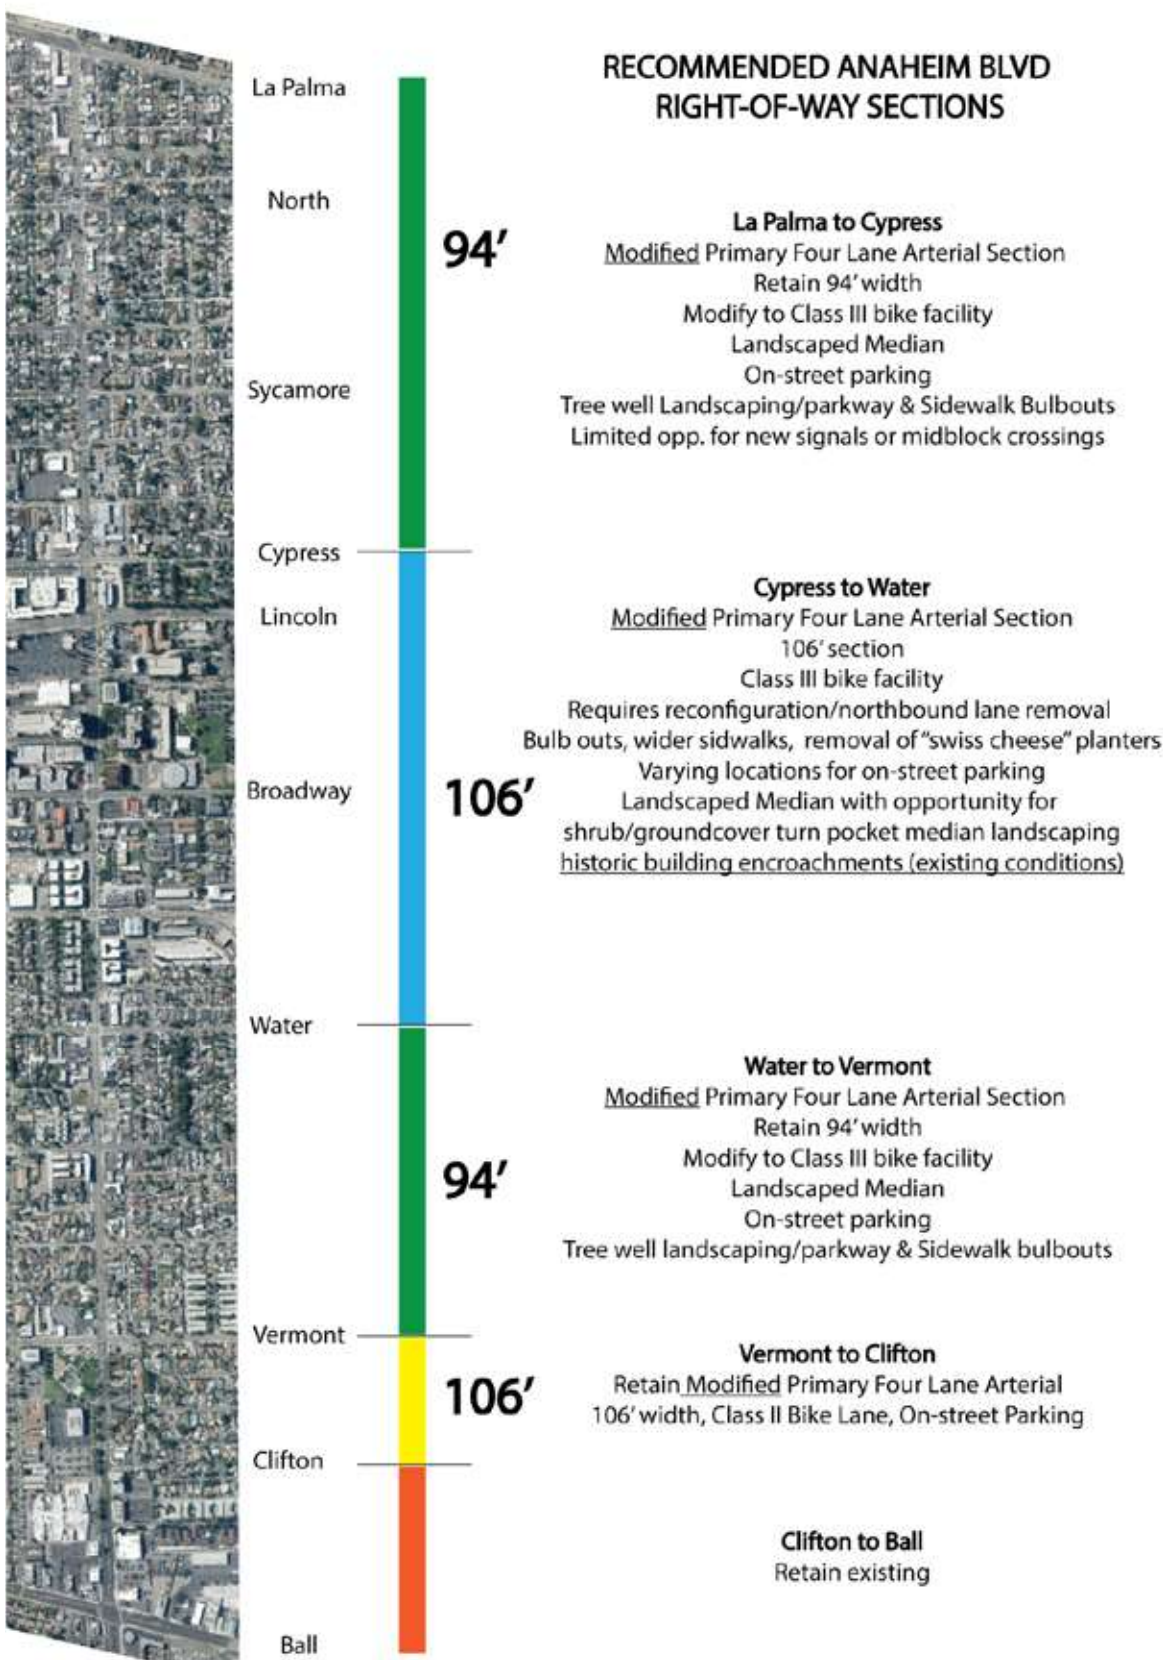 RECOMMENDED ANAHEIM BLVD
RIGHT-OF-WAY SECTIONS
La Palma
North
94’
La Palma to Cypress
Modified Primary Four Lane Arterial Section
Retain 94’ width
Modify to Class III bike facility
Landscaped Median
On-street parking
Tree well Landscaping/parkway & Sidewalk Bulbouts
Limited opp. for new signals or midblock crossings
Sycamore
Cypress
Lincoln
Cypress to Water
Modified Primary Four Lane Arterial Section
106’ section
Class III bike facility
Requires reconfiguration/northbound lane removal
Bulb outs, wider sidwalks, removal of “swiss cheese” planters
Varying locations for on-street parking
Landscaped Median with opportunity for
shrub/groundcover turn pocket median landscaping
historic building encroachments (existing conditions)
Broadway
106’
Water
Water to Vermont
Modified Primary Four Lane Arterial Section
Retain 94’ width
Modify to Class III bike facility
Landscaped Median
On-street parking
Tree well landscaping/parkway & Sidewalk bulbouts
94’
Vermont
Vermont to Clifton
Retain Modified Primary Four Lane Arterial
106’ width, Class II Bike Lane, On-street Parking
106’
Clifton
Clifton to Ball
Retain existing
Ball